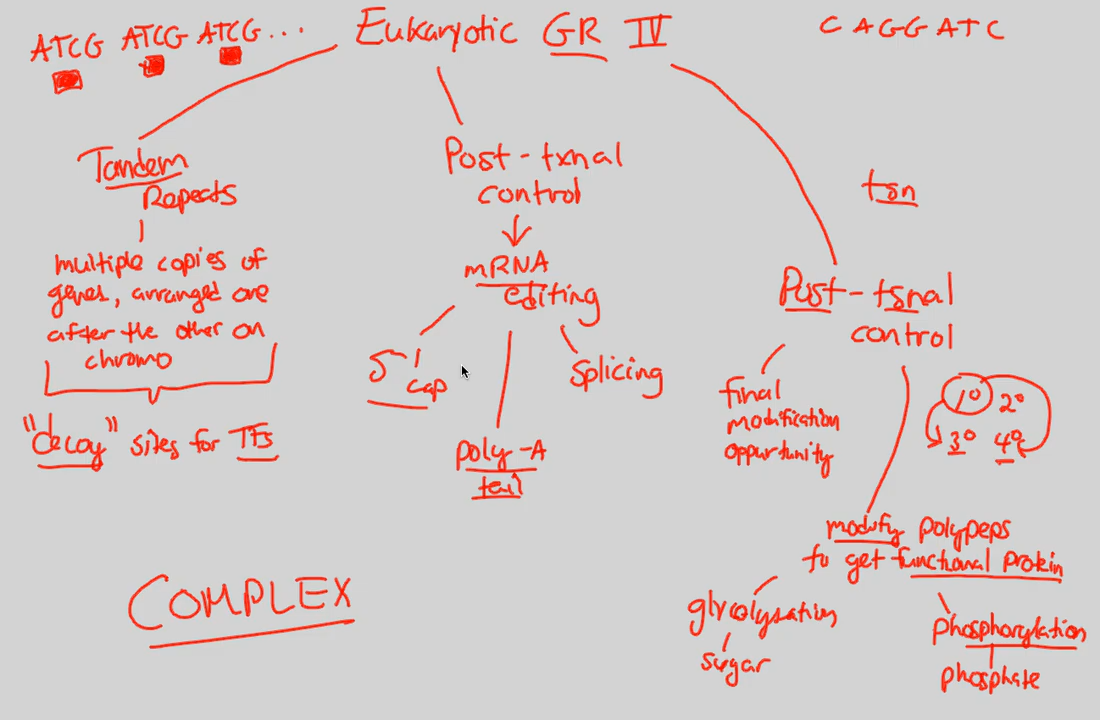 ATCG ATCG ATCG...
Eukaryotic GR IV
CAGGATC
Tandem
Repeats
multiple copies of
genes, arranged one
after the other on
chromo
"decoy" sites for TFs
COMPLEX
Post-txnal
control
mRNA
editing
5' cap
poly-A
tail
splicing
tsn
Post-tsnal
control
final
modification
oppurtunity
1° 2°
3° 4°
modify polypeps
to get functional protein
glycolysation
sugar
phosphorylation
phosphate